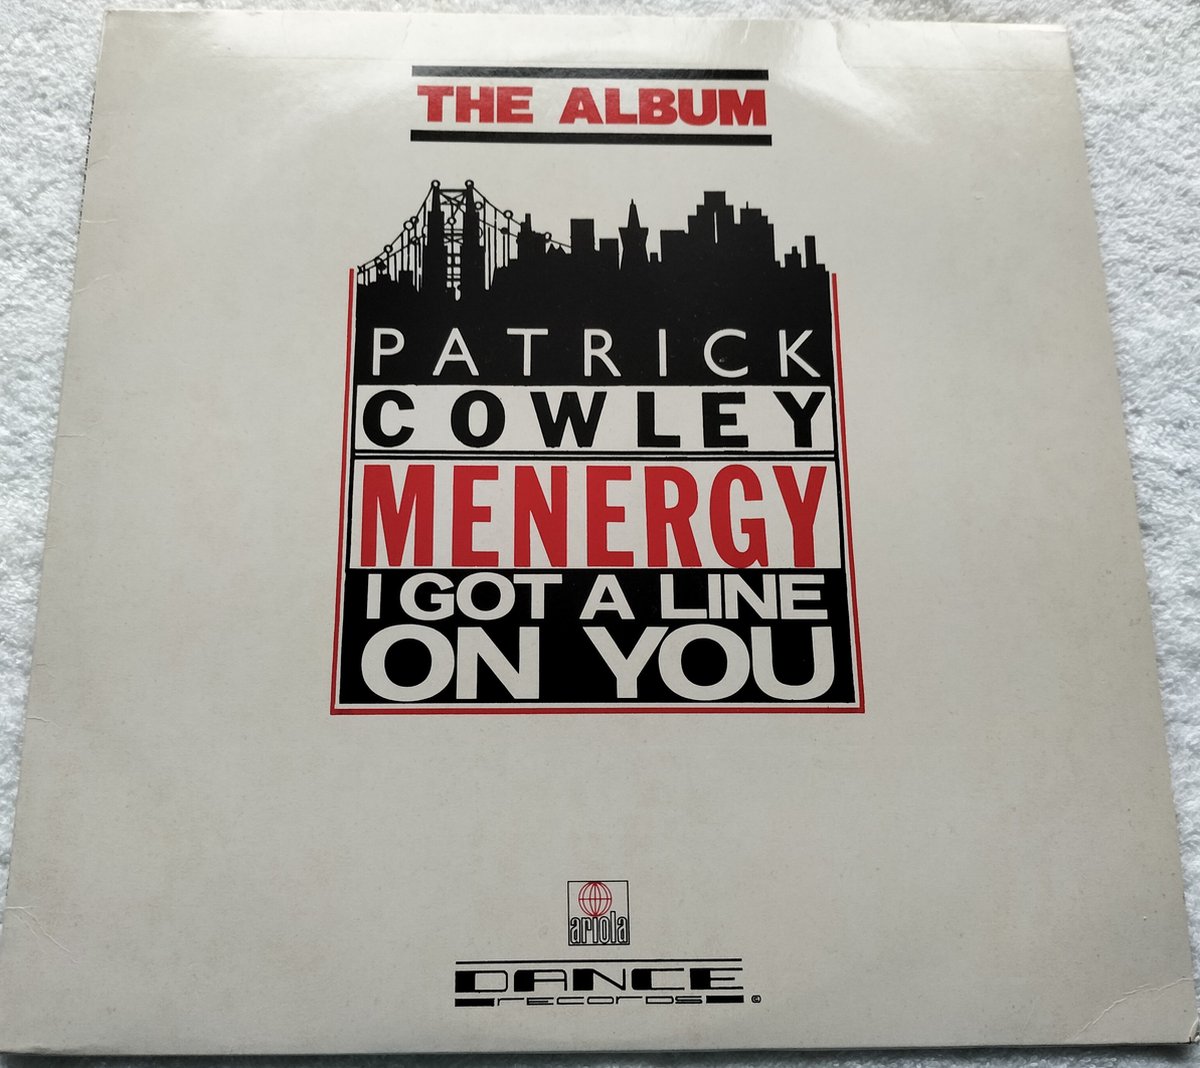 THE ALBUM
PATRICK
COWLEY
MENERGY
I GOT A LINE
ON YOU
ariola
DANCE
records ©